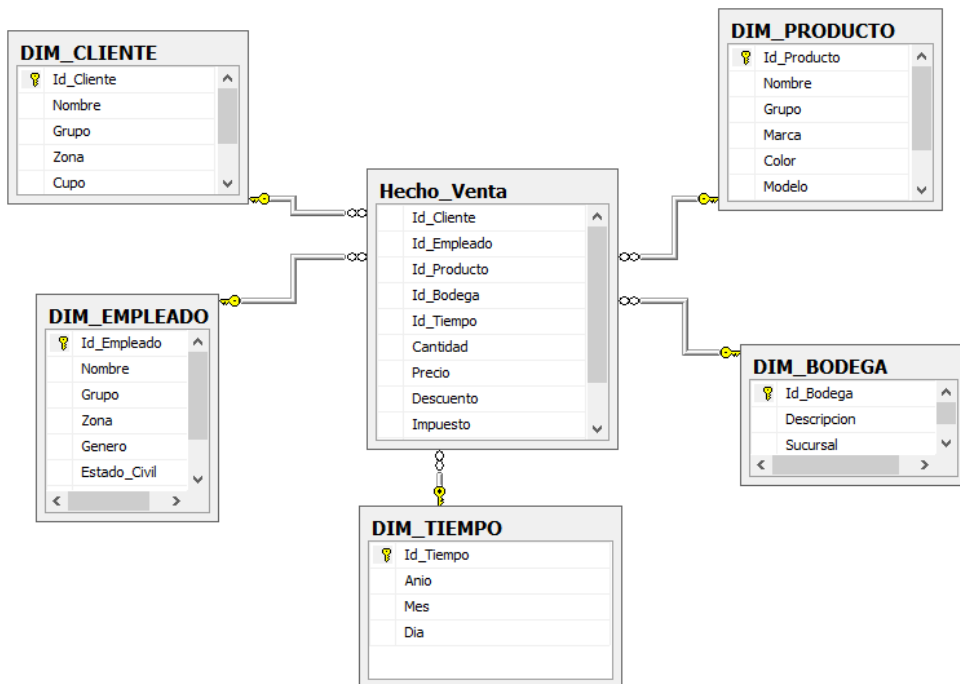 DIM_CLIENTE
Id_Cliente
Nombre
Grupo
Zona
Cupo
DIM_PRODUCTO
Id_Producto
Nombre
Grupo
Marca
Color
Modelo
Hecho_Venta
Id_Cliente
Id_Empleado
Id_Producto
Id_Bodega
Id_Tiempo
Cantidad
Precio
Descuento
Impuesto
DIM_EMPLEADO
Id_Empleado
Nombre
Grupo
Zona
Genero
Estado_Civil
DIM_BODEGA
Id_Bodega
Descripcion
Sucursal
DIM_TIEMPO
Id_Tiempo
Anio
Mes
Dia